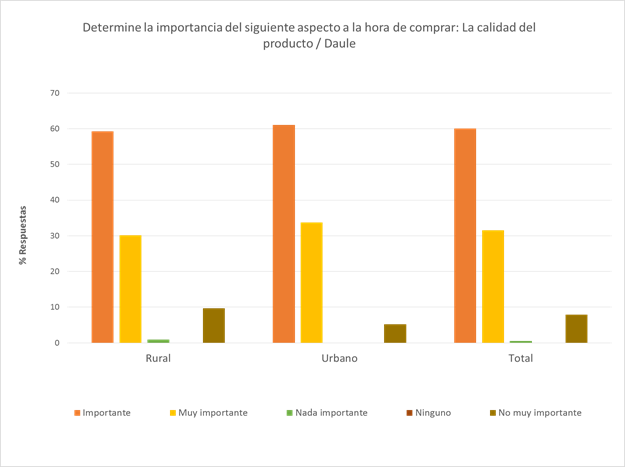 Determine la importancia del siguiente aspecto a la hora de comprar: La calidad del
producto / Daule
70
60
50
40
30
20
10
0
% Respuestas
Rural Urbano Total
Importante Muy importante Nada importante Ninguno No muy importante